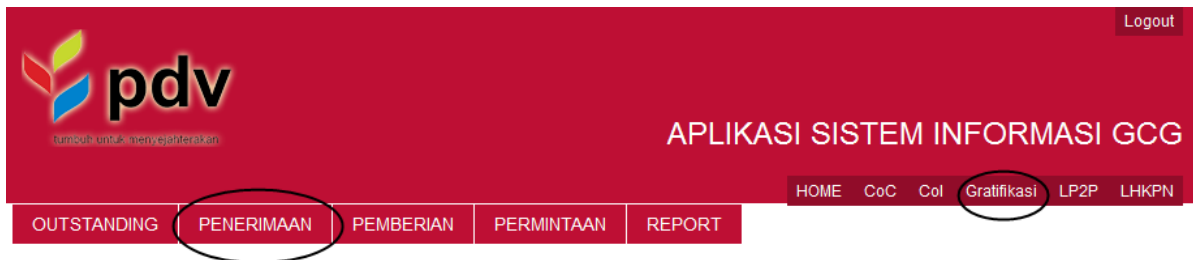 Logout
pdv
tumbuh untuk menyejahterakan
APLIKASI SISTEM INFORMASI GCG
HOME CoC CoI Gratifikasi LP2P LHKPN
OUTSTANDING PENERIMAAN PEMBERIAN PERMINTAAN REPORT